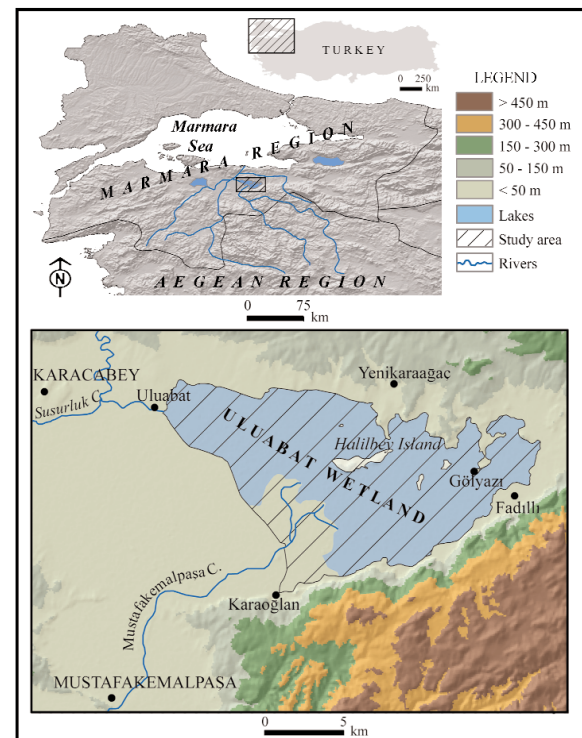 TURKEY
0 250
km
LEGEND
> 450 m
300 - 450 m
150 - 300 m
50 - 150 m
< 50 m
Lakes
Study area
Rivers
Marmara
Sea
MARMARA REGION
N
AEGEAN REGION
0 75
km
KARACABEY
Susurluk C.
Uluabat
Yenikaraağaç
ULUABAT WETLAND
Halilbey Island
Gölyazı
Fadıllı
Mustafakemalpaşa C.
Karaoğlan
MUSTAFAKEMALPAŞA
0 5
km